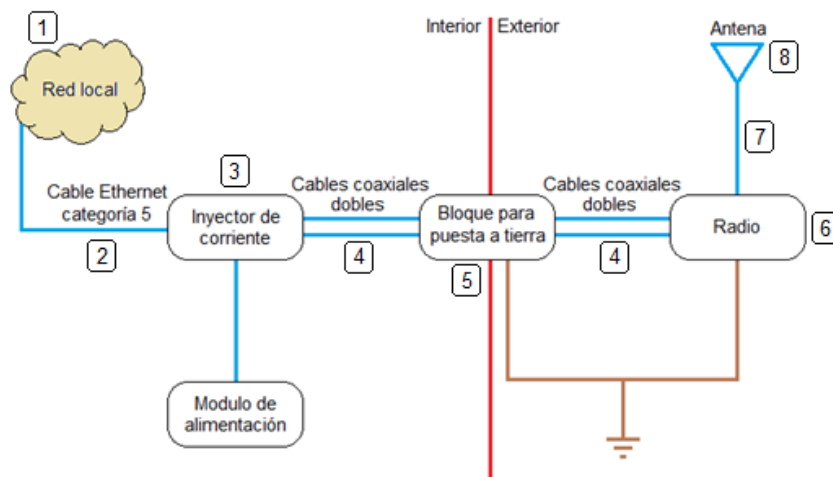 1
Red local
Interior
Exterior
Antena
8
3
7
Cable Ethernet
categoría 5
Cables coaxiales
dobles
Cables coaxiales
dobles
Inyector de
corriente
Bloque para
puesta a tierra
Radio
6
2
4
5
4
Modulo de
alimentación